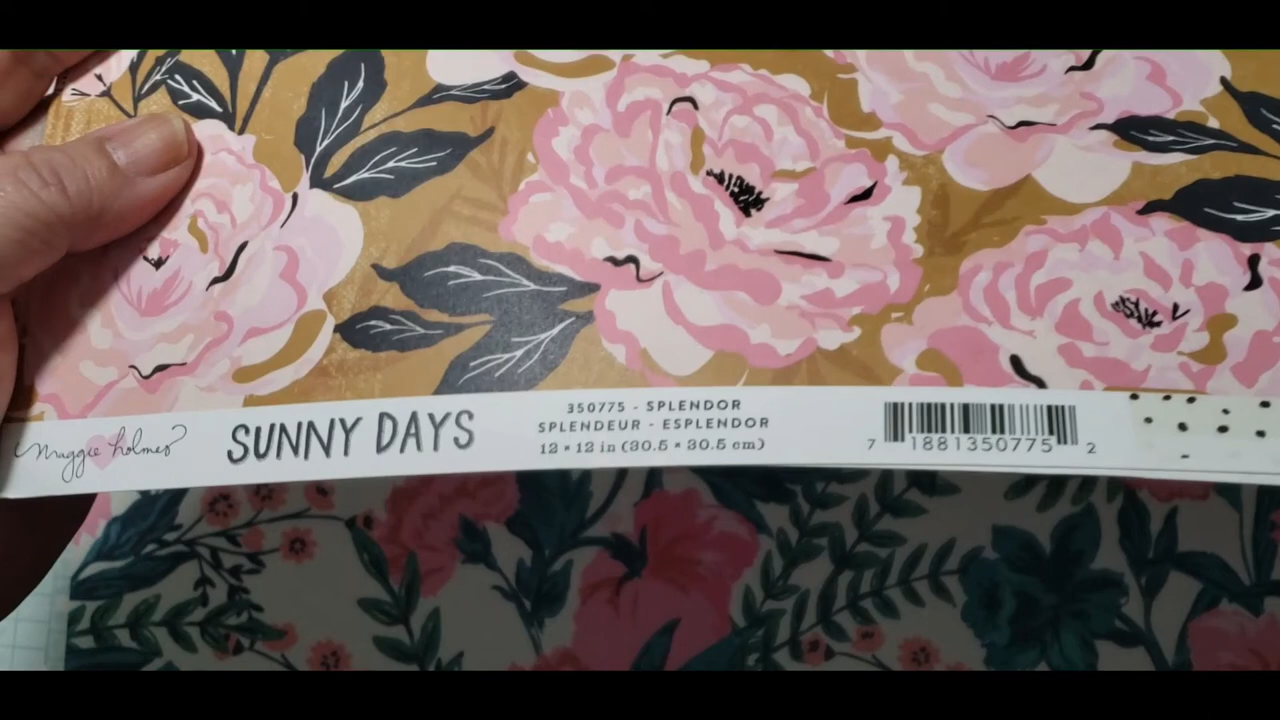 Maggie holmes
SUNNY DAYS
350775 - SPLENDOR
SPLENDEUR - ESPLENDOR
12 × 12 in (30.5 × 30.5 cm)
7 1881350775 2